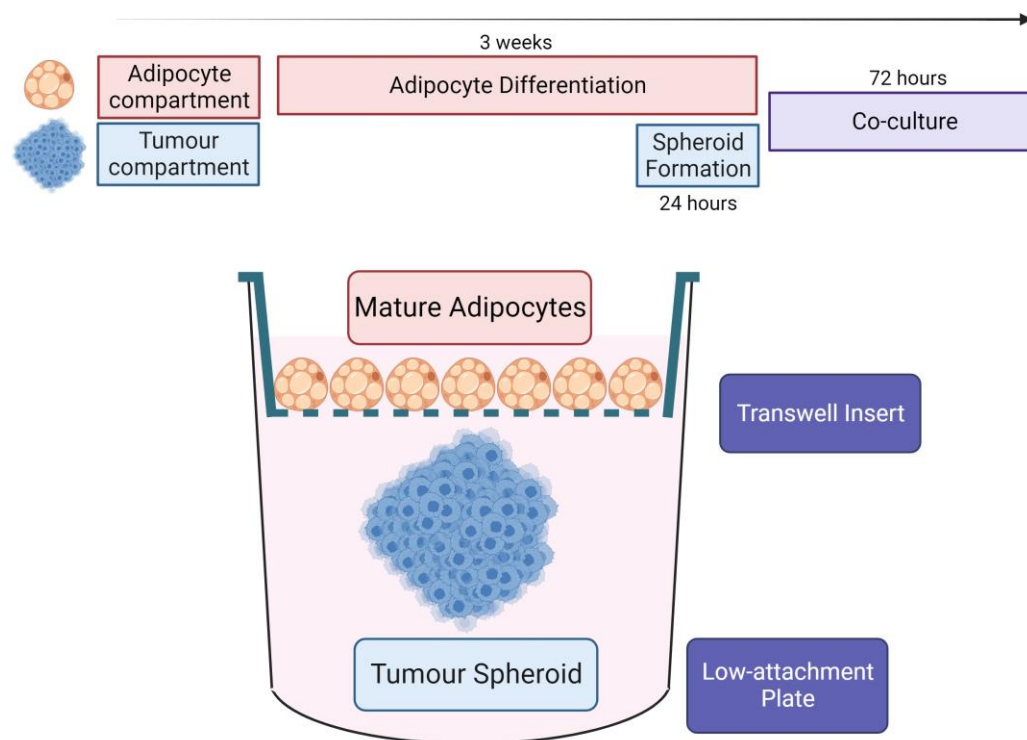 3 weeks
Adipocyte
compartment
Adipocyte Differentiation
72 hours
Co-culture
Tumour
compartment
Spheroid
Formation
24 hours
Mature Adipocytes
Transwell Insert
Tumour Spheroid
Low-attachment
Plate